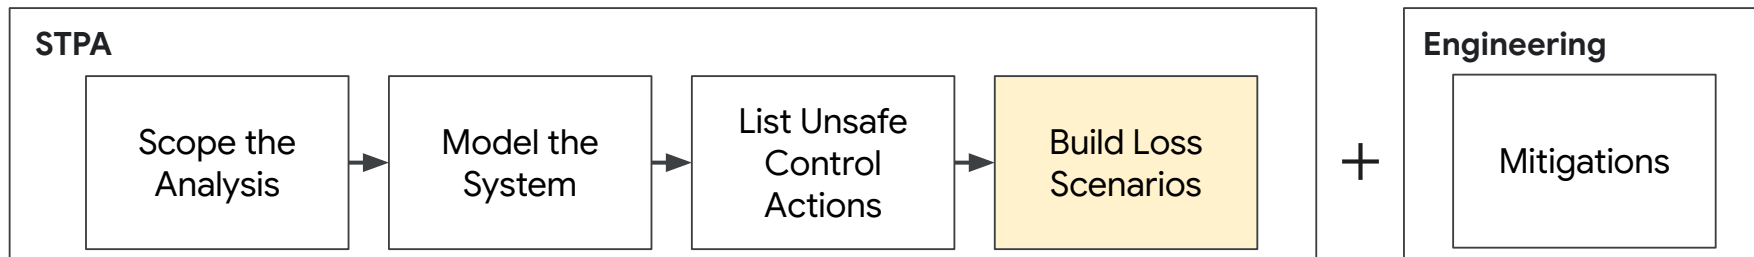 STPA
Scope the
Analysis
Model the
System
List Unsafe
Control
Actions
Build Loss
Scenarios
+
Engineering
Mitigations